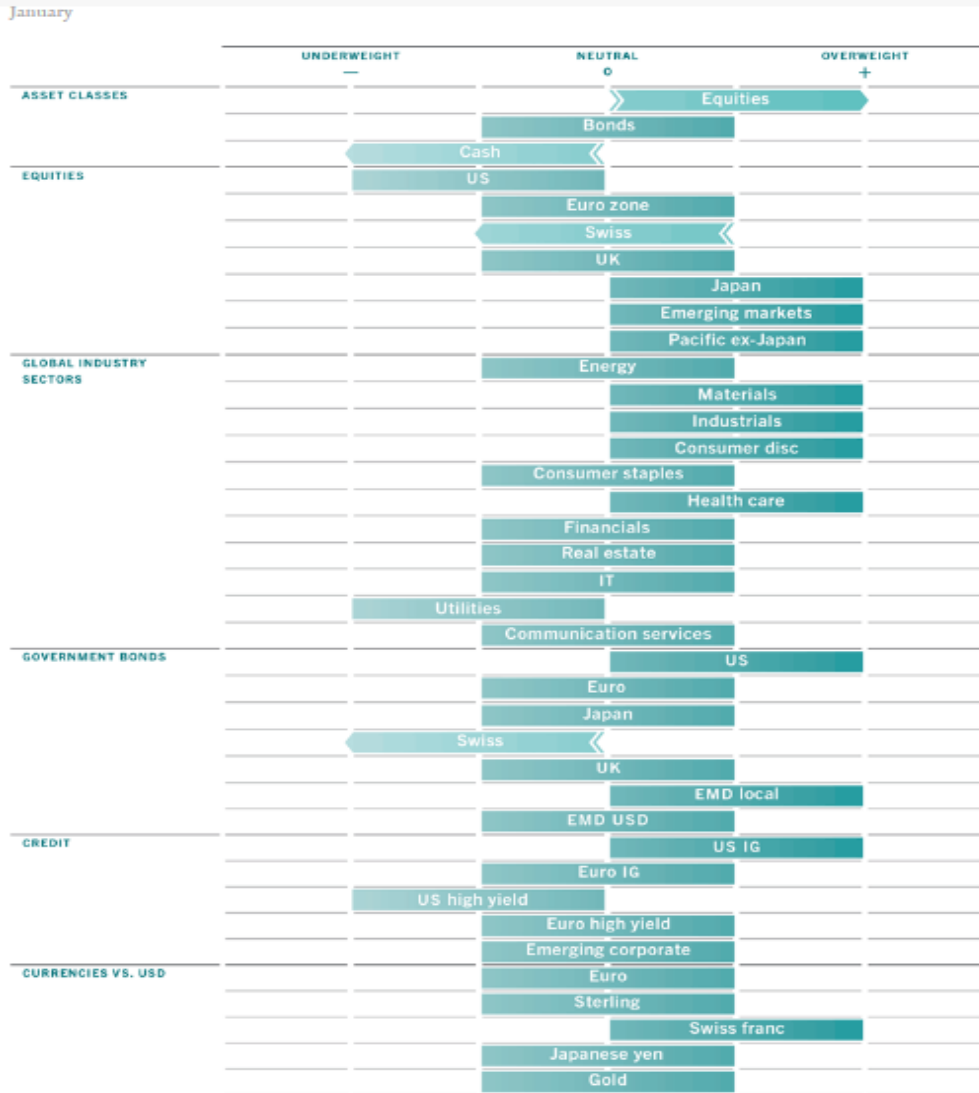 January
UNDERWEIGHT NEUTRAL OVERWEIGHT
— o +
ASSET CLASSES Equities
Bonds
Cash
EQUITIES US
Euro zone
Swiss
UK
Japan
Emerging markets
Pacific ex-Japan
GLOBAL INDUSTRY Energy
SECTORS
Materials
Industrials
Consumer disc
Consumer staples
Health care
Financials
Real estate
IT
Utilities
Communication services
GOVERNMENT BONDS US
Euro
Japan
Swiss
UK
EMD local
EMD USD
CREDIT US IG
Euro IG
US high yield
Euro high yield
Emerging corporate
CURRENCIES VS. USD Euro
Sterling
Swiss franc
Japanese yen
Gold